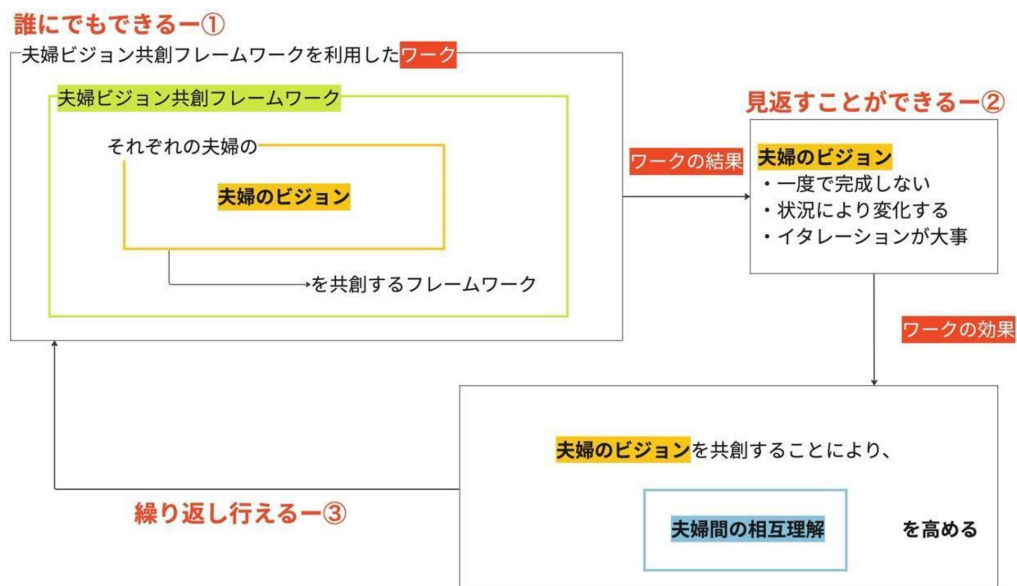 誰にでもできるー①
夫婦ビジョン共創フレームワークを利用したワーク
夫婦ビジョン共創フレームワーク
それぞれの夫婦の
夫婦のビジョン
を共創するフレームワーク
ワークの結果
見返すことができるー②
夫婦のビジョン
・一度で完成しない
・状況により変化する
・イタレーションが大事
ワークの効果
夫婦のビジョンを共創することにより、
夫婦間の相互理解
を高める
繰り返し行えるー③